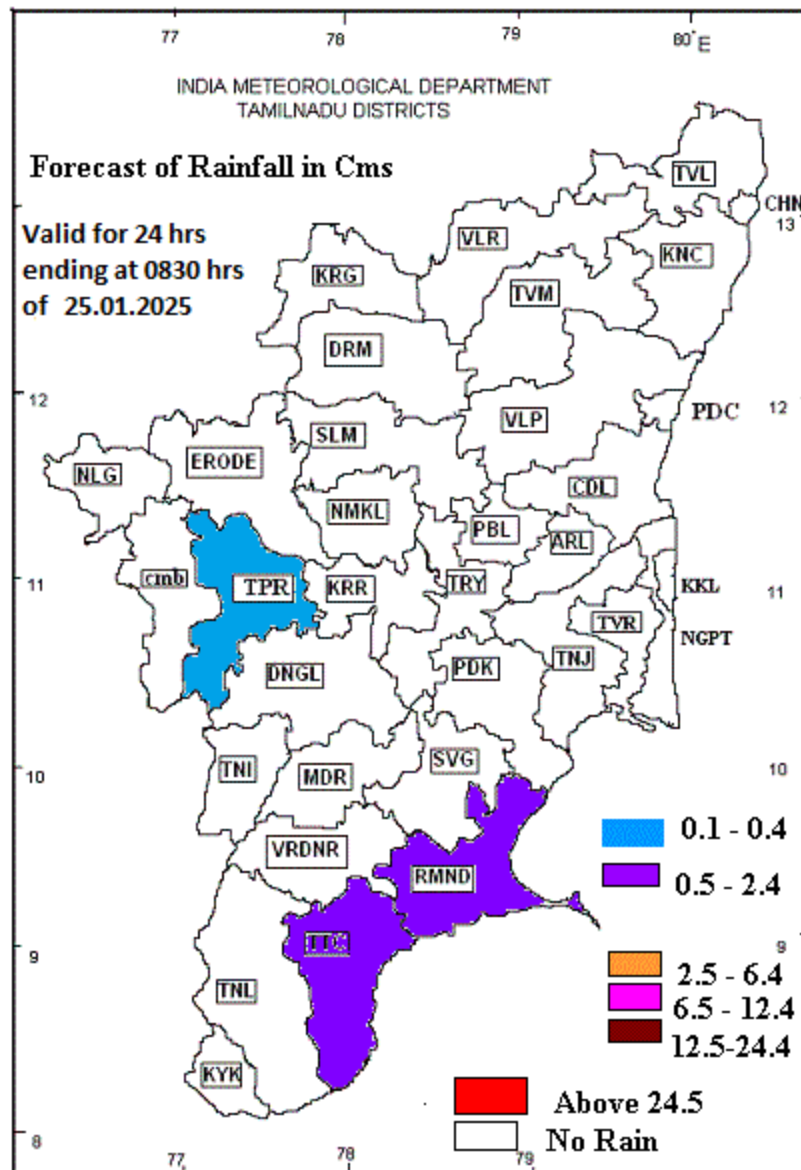 77 78 79 80° E
INDIA METEOROLOGICAL DEPARTMENT
TAMILNADU DISTRICTS
Forecast of Rainfall in Cms
TVL
CHN
13
Valid for 24 hrs
ending at 0830 hrs
of 25.01.2025
VLR
KNC
KRG
TVM
DRM
12
12
PDC
VLP
SLM
ERODE
NLG
CDL
NMKL
PBL
ARL
11
cmb
TPR
KRR
TRY
KKL
11
TVR
NGPT
DNGL
PDK
TNJ
10
TNI
MDR
SVG
10
0.1 - 0.4
VRDNR
RMND
0.5 - 2.4
9
TTC
9
2.5 - 6.4
TNL
6.5 - 12.4
12.5-24.4
KYK
Above 24.5
No Rain
8
77 78 79